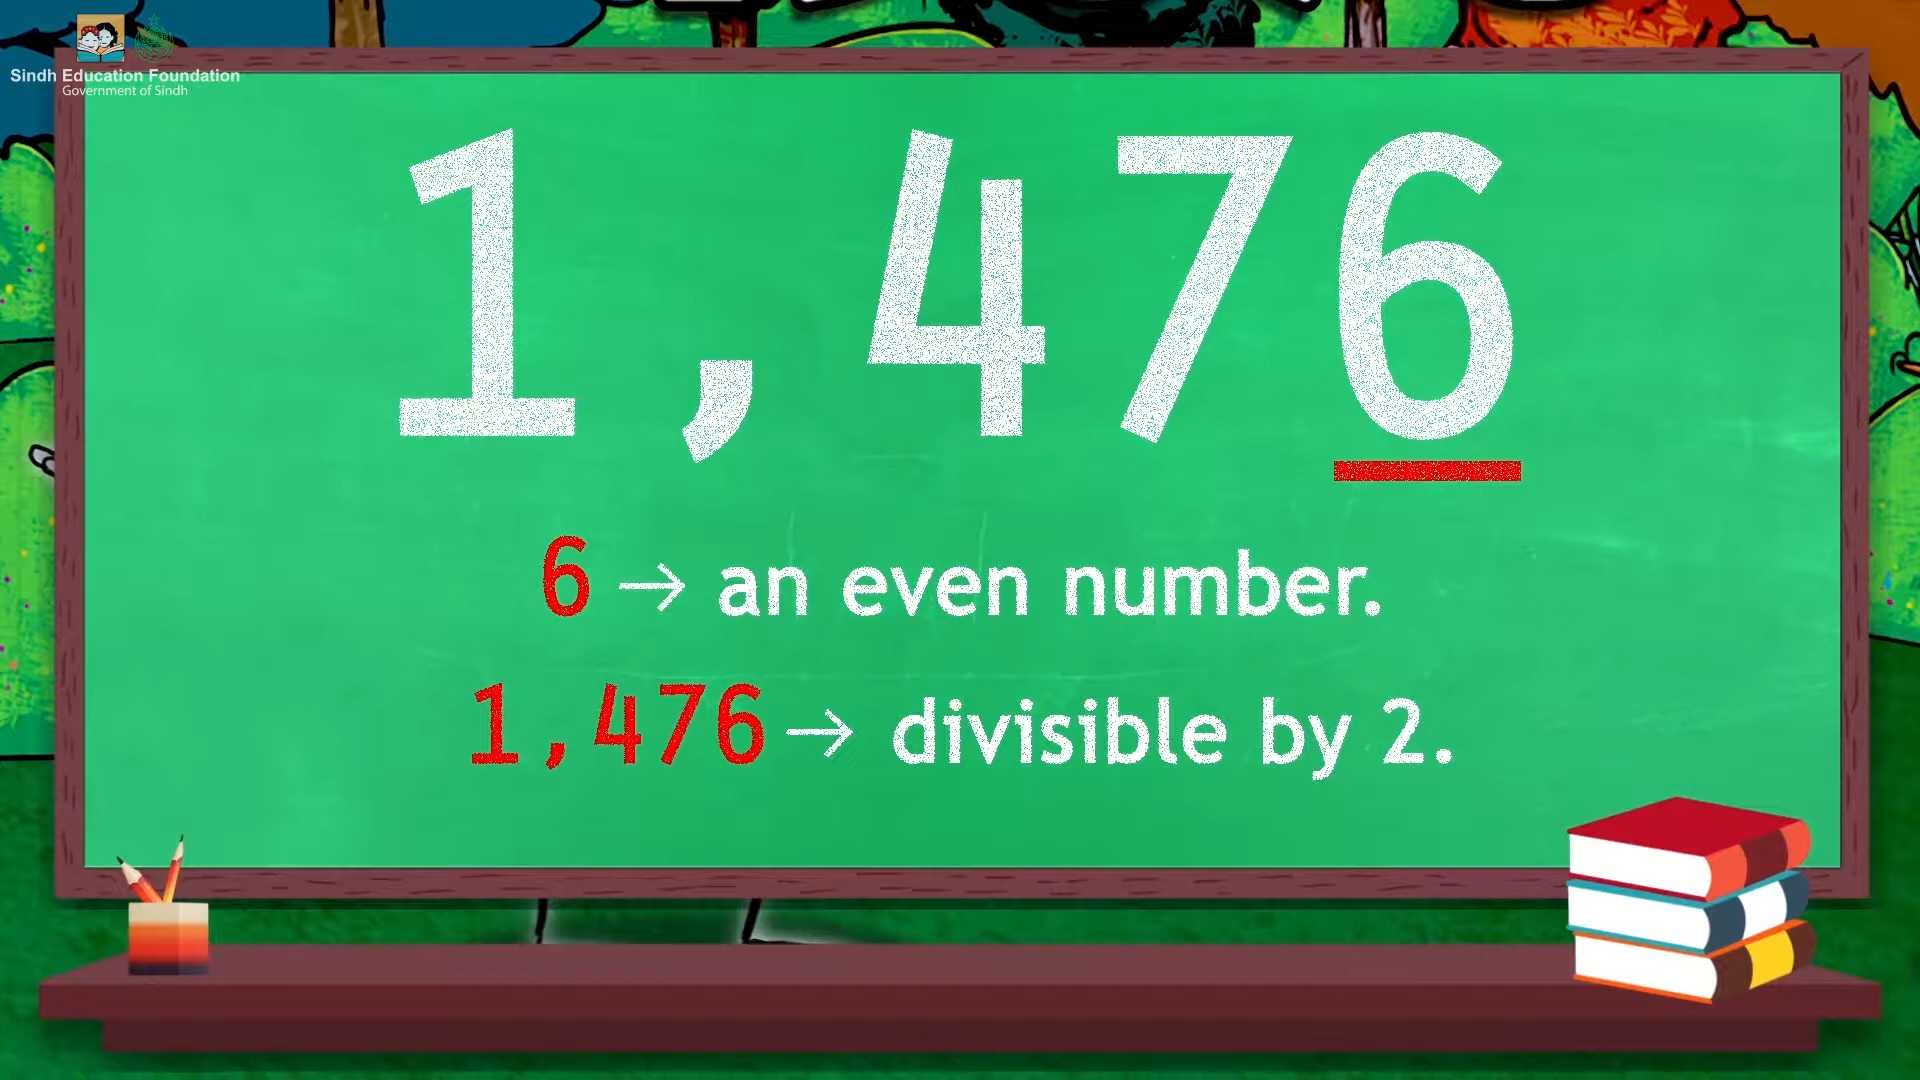 Sindh Education Foundation
Government of Sindh
1,476
6 → an even number.
1,476 → divisible by 2.